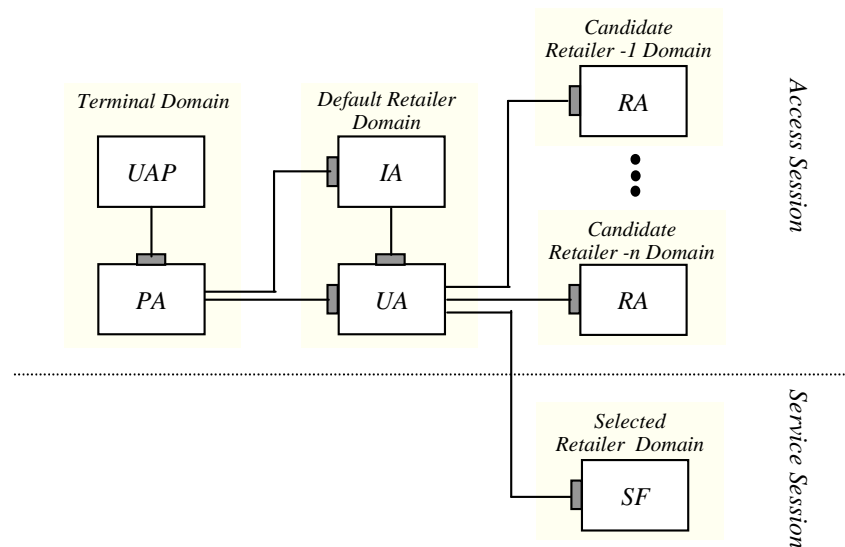 Candidate
Retailer -1 Domain
RA
Terminal Domain
Default Retailer
Domain
UAP
IA
Access Session
Candidate
Retailer -n Domain
PA
UA
RA
Selected
Retailer Domain
SF
Service Session